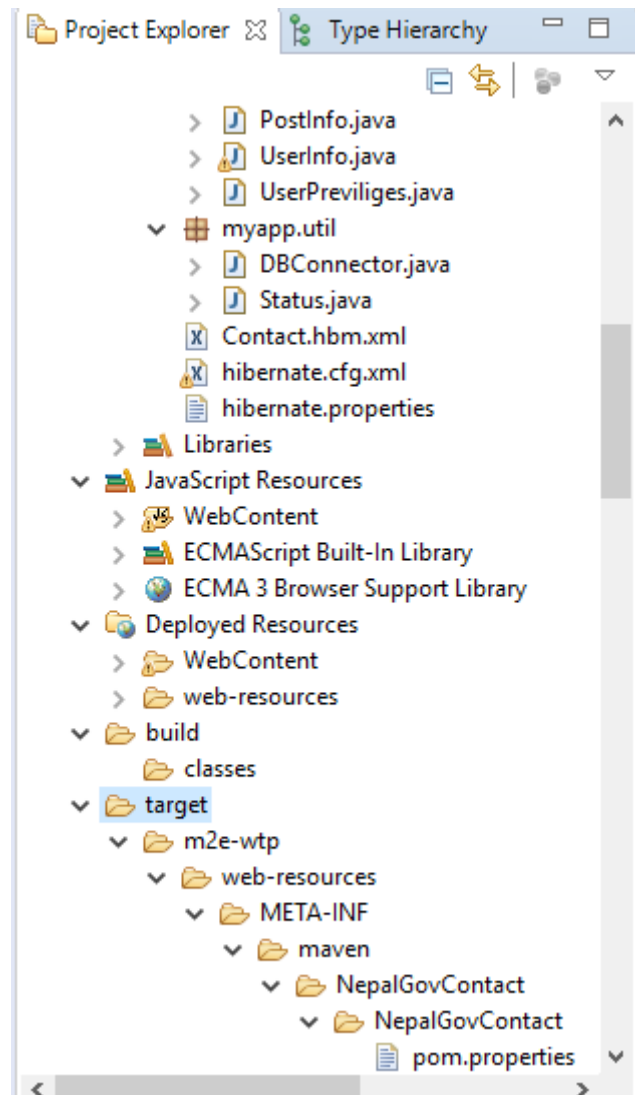 Project Explorer Type Hierarchy
PostInfo.java
UserInfo.java
UserPreviliges.java
myapp.util
DBConnector.java
Status.java
Contact.hbm.xml
hibernate.cfg.xml
hibernate.properties
Libraries
JavaScript Resources
WebContent
ECMAScript Built-In Library
ECMA 3 Browser Support Library
Deployed Resources
WebContent
web-resources
build
classes
target
m2e-wtp
web-resources
META-INF
maven
NepalGovContact
NepalGovContact
pom.properties